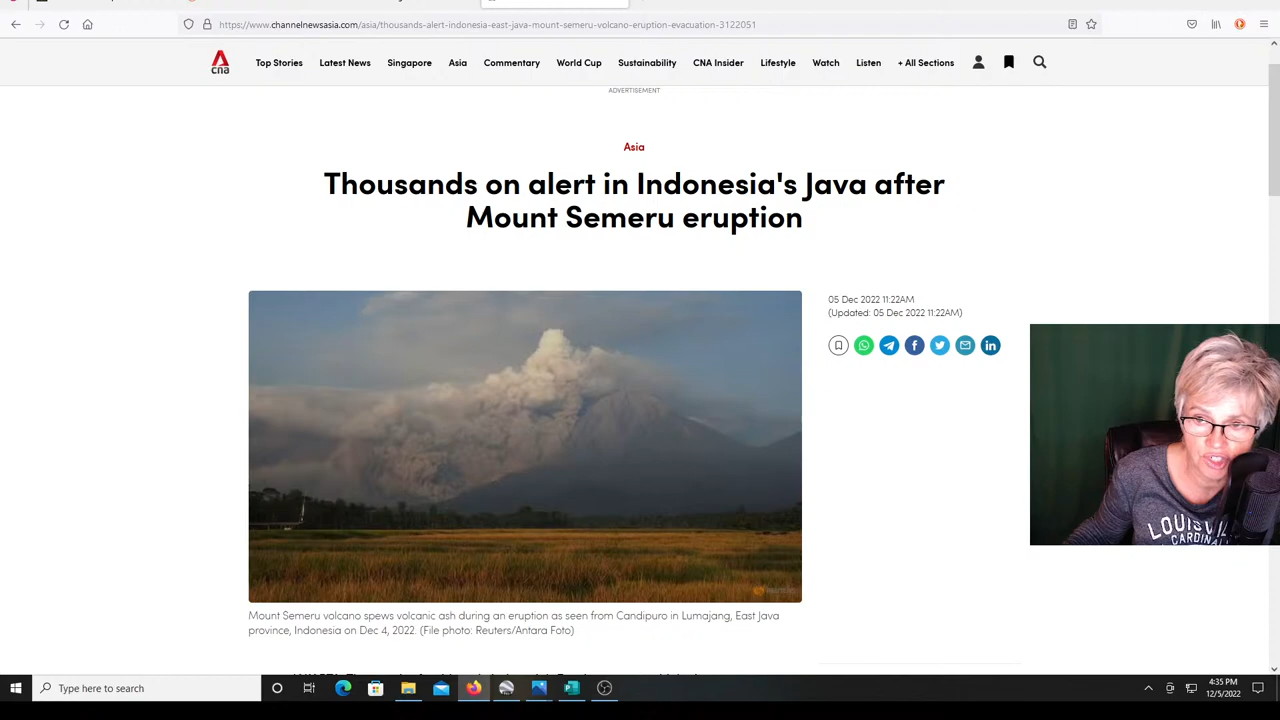 https://www.channelnewsasia.com/asia/thousands-alert-indonesia-east-java-mount-semeru-volcano-eruption-evacuation-3122051
cna
Top Stories Latest News Singapore Asia Commentary World Cup Sustainability CNA Insider Lifestyle Watch Listen + All Sections
ADVERTISEMENT
Asia
Thousands on alert in Indonesia's Java after
Mount Semeru eruption
05 Dec 2022 11:22AM
(Updated: 05 Dec 2022 11:22AM)
LOUISVILLE
CARDINAL
Mount Semeru volcano spews volcanic ash during an eruption as seen from Candipuro in Lumajang, East Java
province, Indonesia on Dec 4, 2022. (File photo: Reuters/Antara Foto)
Type here to search
4:35 PM
12/5/2022